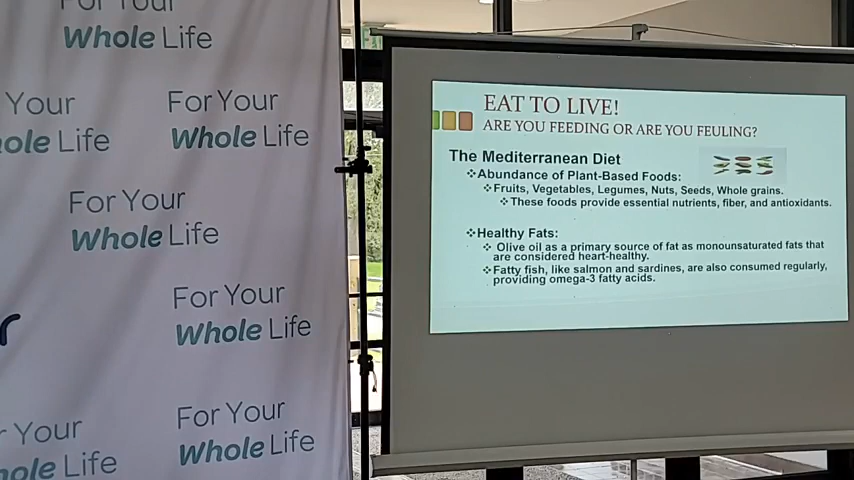 For Your
Whole Life
Your
ole Life
For Your
Whole Life
For Your
Whole Life
For Your
Whole Life
r
Your
hole Life
For Your
Whole Life
EAT TO LIVE!
ARE YOU FEEDING OR ARE YOU FEULING?
The Mediterranean Diet
❖Abundance of Plant-Based Foods:
❖Fruits, Vegetables, Legumes, Nuts, Seeds, Whole grains.
❖These foods provide essential nutrients, fiber, and antioxidants.
❖Healthy Fats:
❖ Olive oil as a primary source of fat as monounsaturated fats that
are considered heart-healthy.
❖Fatty fish, like salmon and sardines, are also consumed regularly,
providing omega-3 fatty acids.